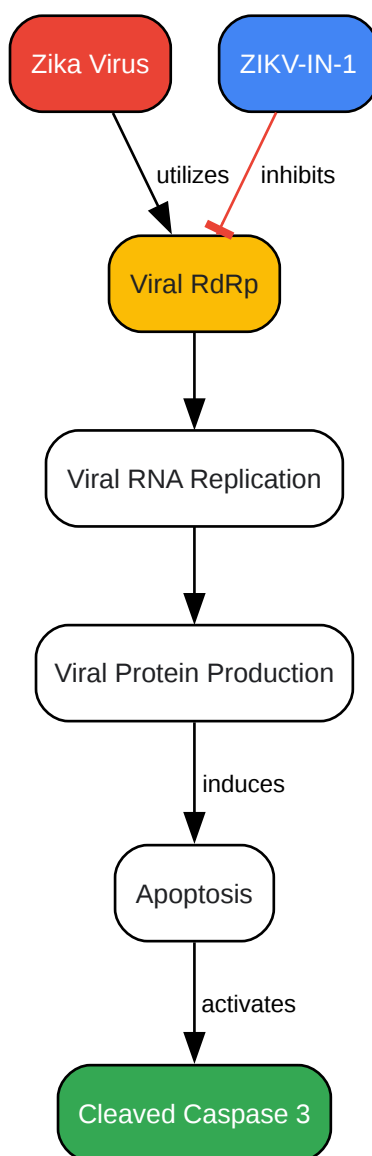 Zika Virus
ZIKV-IN-1
utilizes
inhibits
Viral RdRp
Viral RNA Replication
Viral Protein Production
induces
Apoptosis
activates
Cleaved Caspase 3